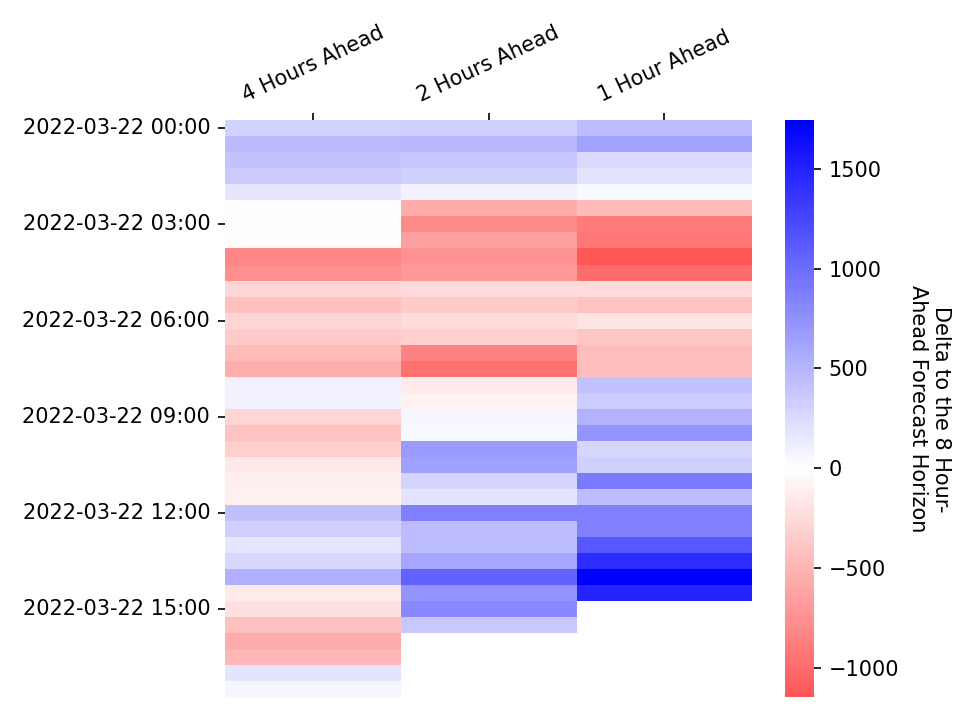 4 Hours Ahead
2 Hours Ahead
1 Hour Ahead
2022-03-22 00:00
2022-03-22 03:00
2022-03-22 06:00
2022-03-22 09:00
2022-03-22 12:00
2022-03-22 15:00
1500
1000
500
0
−500
−1000
Delta to the 8 Hour-
Ahead Forecast Horizon